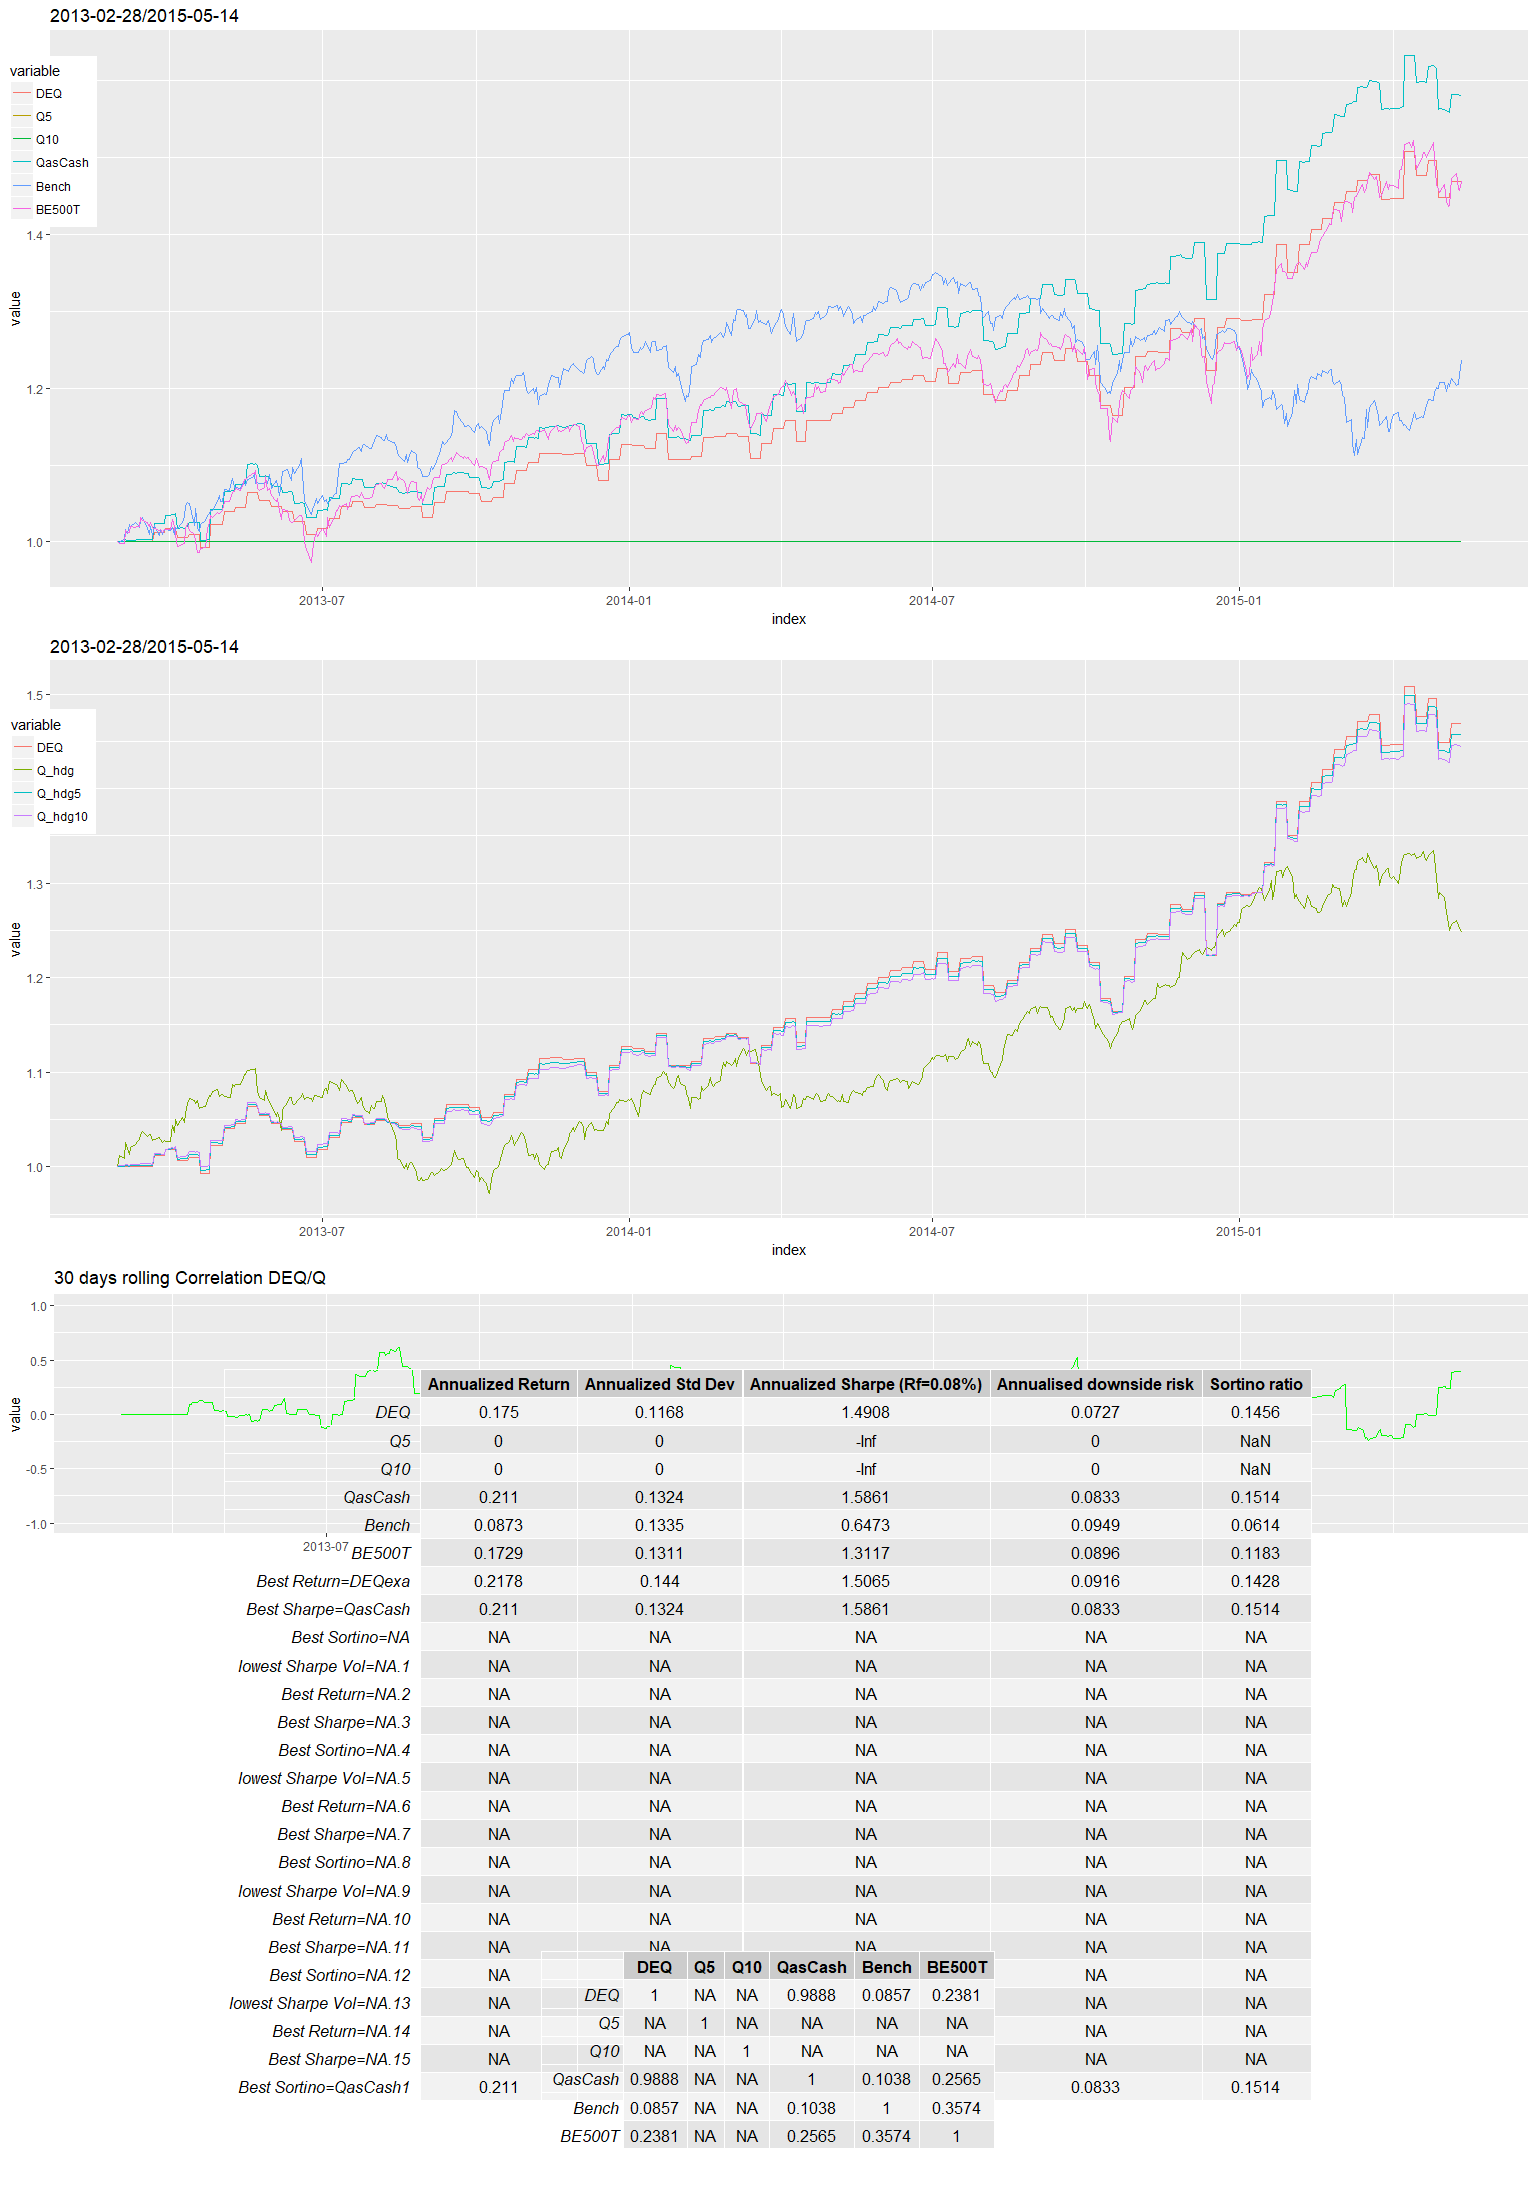 2013-02-28/2015-05-14
variable
DEQ
Q5
Q10
QasCash
Bench
BE500T
1.4
1.3
1.2
1.1
1.0
value
2013-07 2014-01 2014-07 2015-01
index
2013-02-28/2015-05-14
1.5
variable
DEQ
Q_hdg
Q_hdg5
Q_hdg10
1.3
1.2
1.1
1.0
value
2013-07 2014-01 2014-07 2015-01
index
30 days rolling Correlation DEQ/Q
1.0
0.5
0.0
-0.5
-1.0
value
2013-07
Annualized Return Annualized Std Dev Annualized Sharpe (Rf=0.08%) Annualised downside risk Sortino ratio
DEQ 0.175 0.1168 1.4908 0.0727 0.1456
Q5 0 0 -Inf 0 NaN
Q10 0 0 -Inf 0 NaN
QasCash 0.211 0.1324 1.5861 0.0833 0.1514
Bench 0.0873 0.1335 0.6473 0.0949 0.0614
BE500T 0.1729 0.1311 1.3117 0.0896 0.1183
Best Return=DEQexa 0.2178 0.144 1.5065 0.0916 0.1428
Best Sharpe=QasCash 0.211 0.1324 1.5861 0.0833 0.1514
Best Sortino=NA NA NA NA NA NA
lowest Sharpe Vol=NA.1 NA NA NA NA NA
Best Return=NA.2 NA NA NA NA NA
Best Sharpe=NA.3 NA NA NA NA NA
Best Sortino=NA.4 NA NA NA NA NA
lowest Sharpe Vol=NA.5 NA NA NA NA NA
Best Return=NA.6 NA NA NA NA NA
Best Sharpe=NA.7 NA NA NA NA NA
Best Sortino=NA.8 NA NA NA NA NA
lowest Sharpe Vol=NA.9 NA NA NA NA NA
Best Return=NA.10 NA NA NA NA NA
Best Sharpe=NA.11 NA NA NA NA NA
Best Sortino=NA.12 NA NA NA
lowest Sharpe Vol=NA.13 NA NA NA
Best Return=NA.14 NA NA NA
Best Sharpe=NA.15 NA NA NA
Best Sortino=QasCash1 0.211 0.0833 0.1514
DEQ Q5 Q10 QasCash Bench BE500T
DEQ 1 NA NA 0.9888 0.0857 0.2381
Q5 NA 1 NA NA NA NA
Q10 NA NA 1 NA NA NA
QasCash 0.9888 NA NA 1 0.1038 0.2565
Bench 0.0857 NA NA 0.1038 1 0.3574
BE500T 0.2381 NA NA 0.2565 0.3574 1